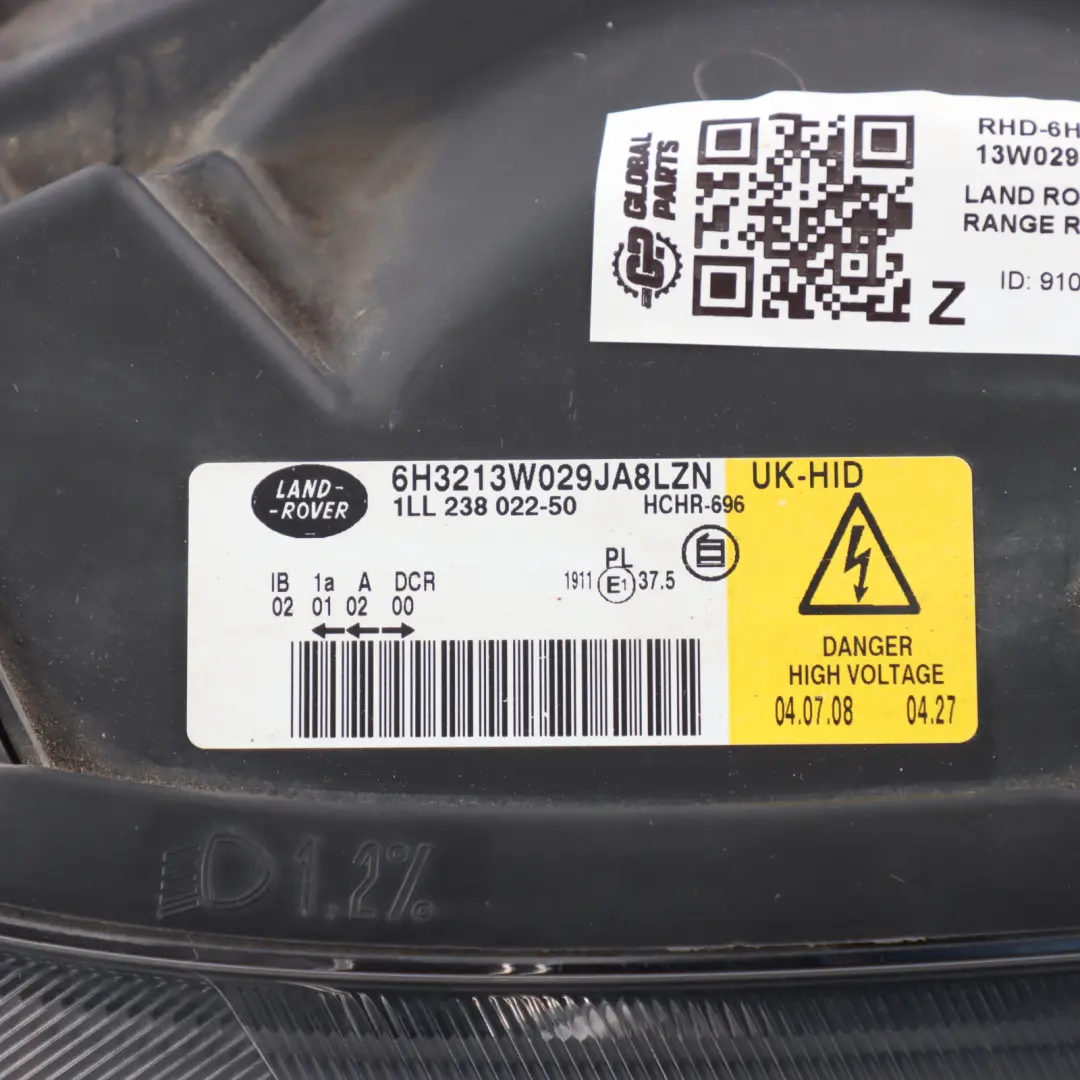 GLOBAL
PARTS
GP
RHD-6H
13W029
LAND RO
RANGE R
ID: 910
Z
LAND-
-ROVER
6H3213W029JA8LZN UK-HID
1LL 238 022-50 HCHR-696
PL
自
IB 1a A DCR
02 01 02 00
1911 E1 37.5
DANGER
HIGH VOLTAGE
04.07.08 04.27
1,2%